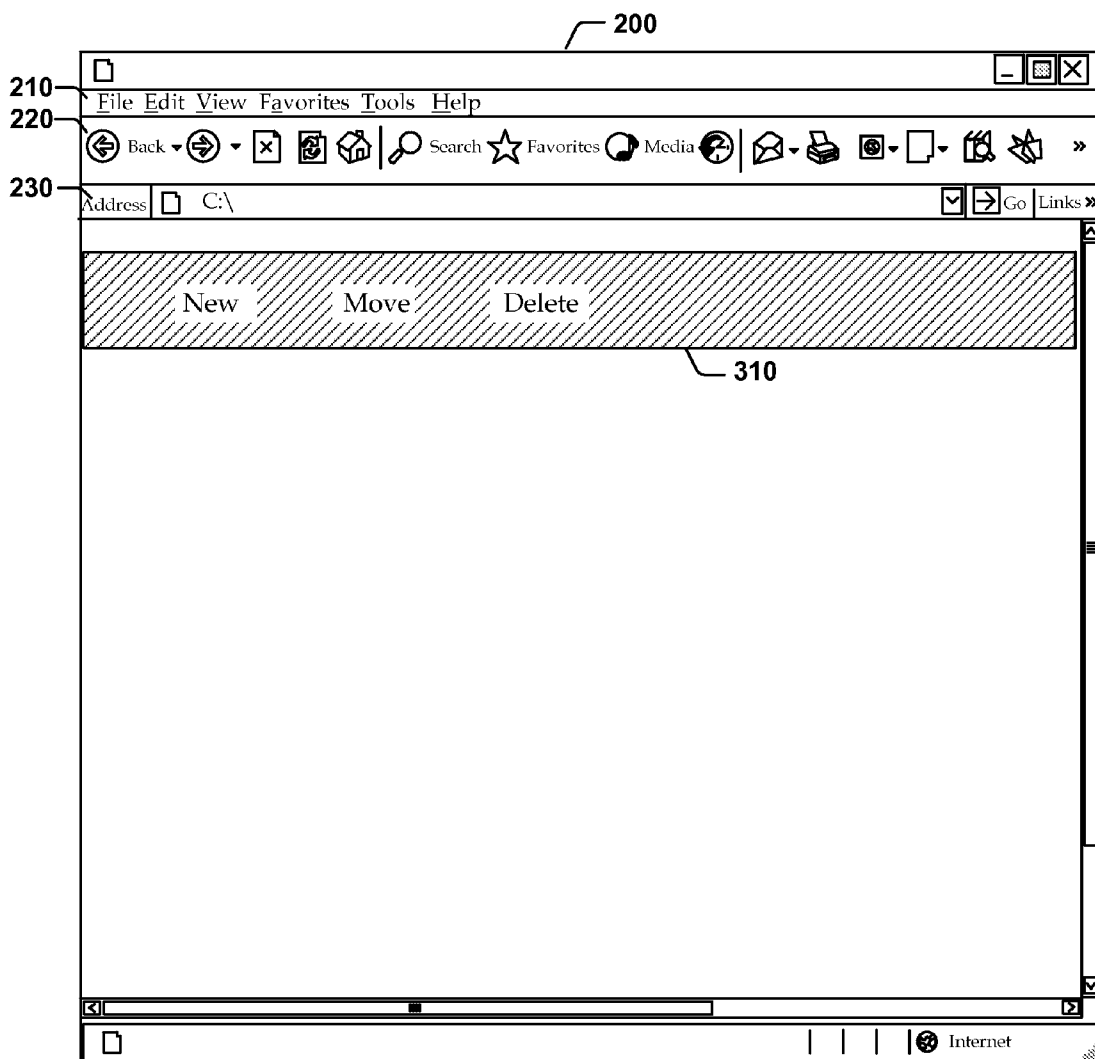 200
210
File Edit View Favorites Tools Help
220
Back Search Favorites Media »
230
Address C:\ Go Links »
New Move Delete
310
Internet